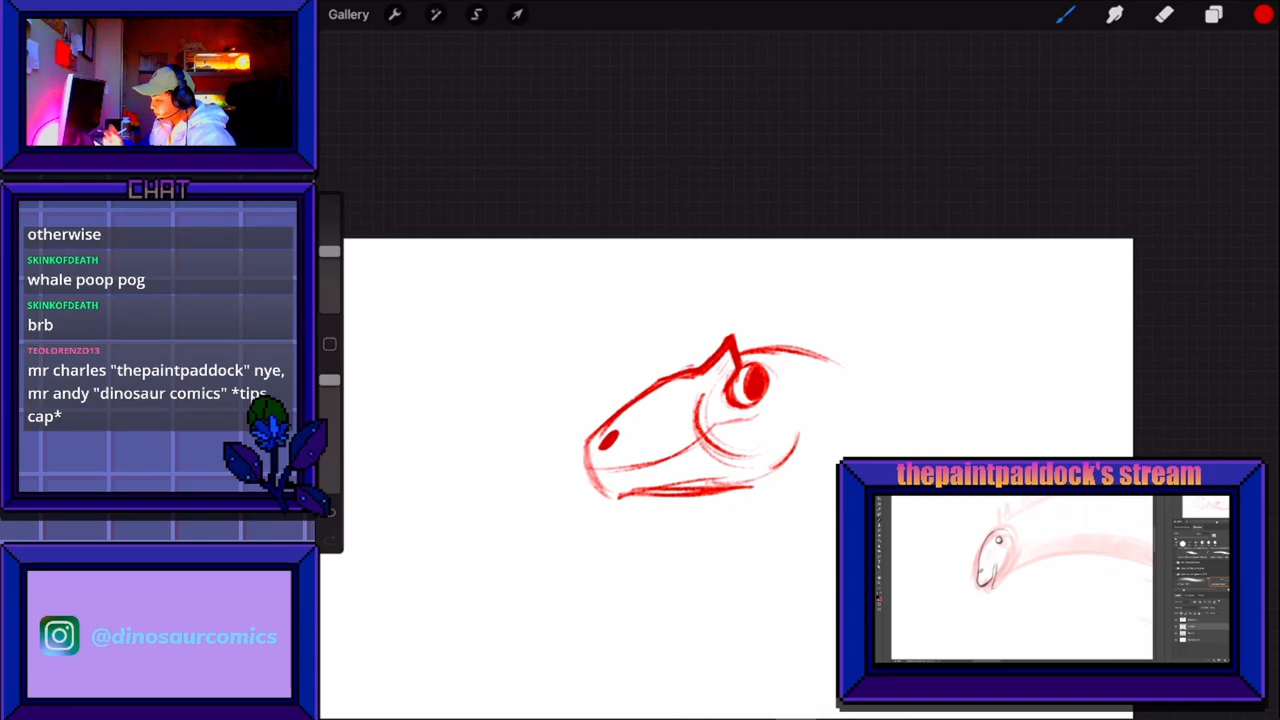 Gallery
CHAT
otherwise
SKINKOFDEATH
whale poop pog
SKINKOFDEATH
brb
TEOLORENZO13
mr charles "thepaintpaddock" nye,
mr andy "dinosaur comics" *tips
cap*
thepaintpaddock's stream
@dinosaurcomics